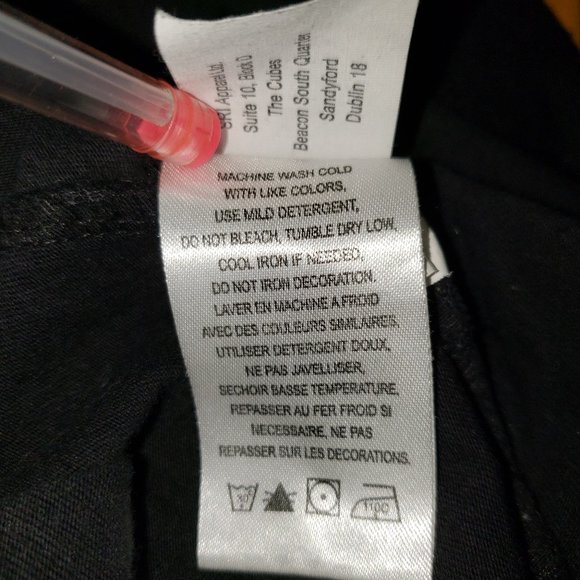 SRI Apparel Ltd.
Suite 10, Block D
The Cubes
Beacon South Quarter
Sandyford
Dublin 18
MACHINE WASH COLD
WITH LIKE COLORS,
USE MILD DETERGENT,
DO NOT BLEACH, TUMBLE DRY LOW,
COOL IRON IF NEEDED,
DO NOT IRON DECORATION.
LAVER EN MACHINE A FROID
AVEC DES COULEURS SIMILAIRES,
UTILISER DETERGENT DOUX,
NE PAS JAVELLISER,
SECHOIR BASSE TEMPERATURE,
REPASSER AU FER FROID SI
NECESSAIRE, NE PAS
REPASSER SUR LES DECORATIONS.
30 110C